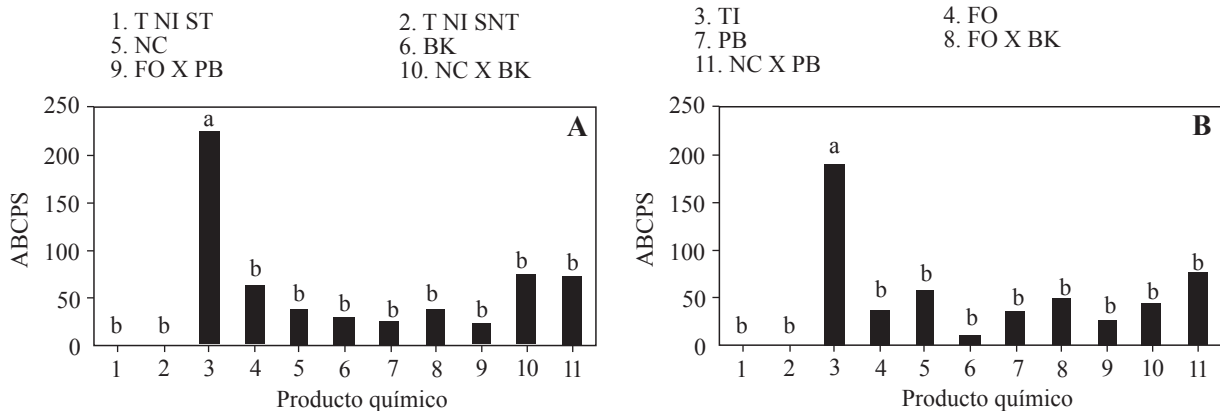 1. T NI ST 2. T NI SNT 3. TI 4. FO
5. NC 6. BK 7. PB 8. FO X BK
9. FO X PB 10. NC X BK 11. NC X PB
A
250
200
150
100
50
0
ABCPS
b b a b b b b b b b b
1 2 3 4 5 6 7 8 9 10 11
Producto químico
B
250
200
150
100
50
0
ABCPS
b b a b b b b b b b b
1 2 3 4 5 6 7 8 9 10 11
Producto químico